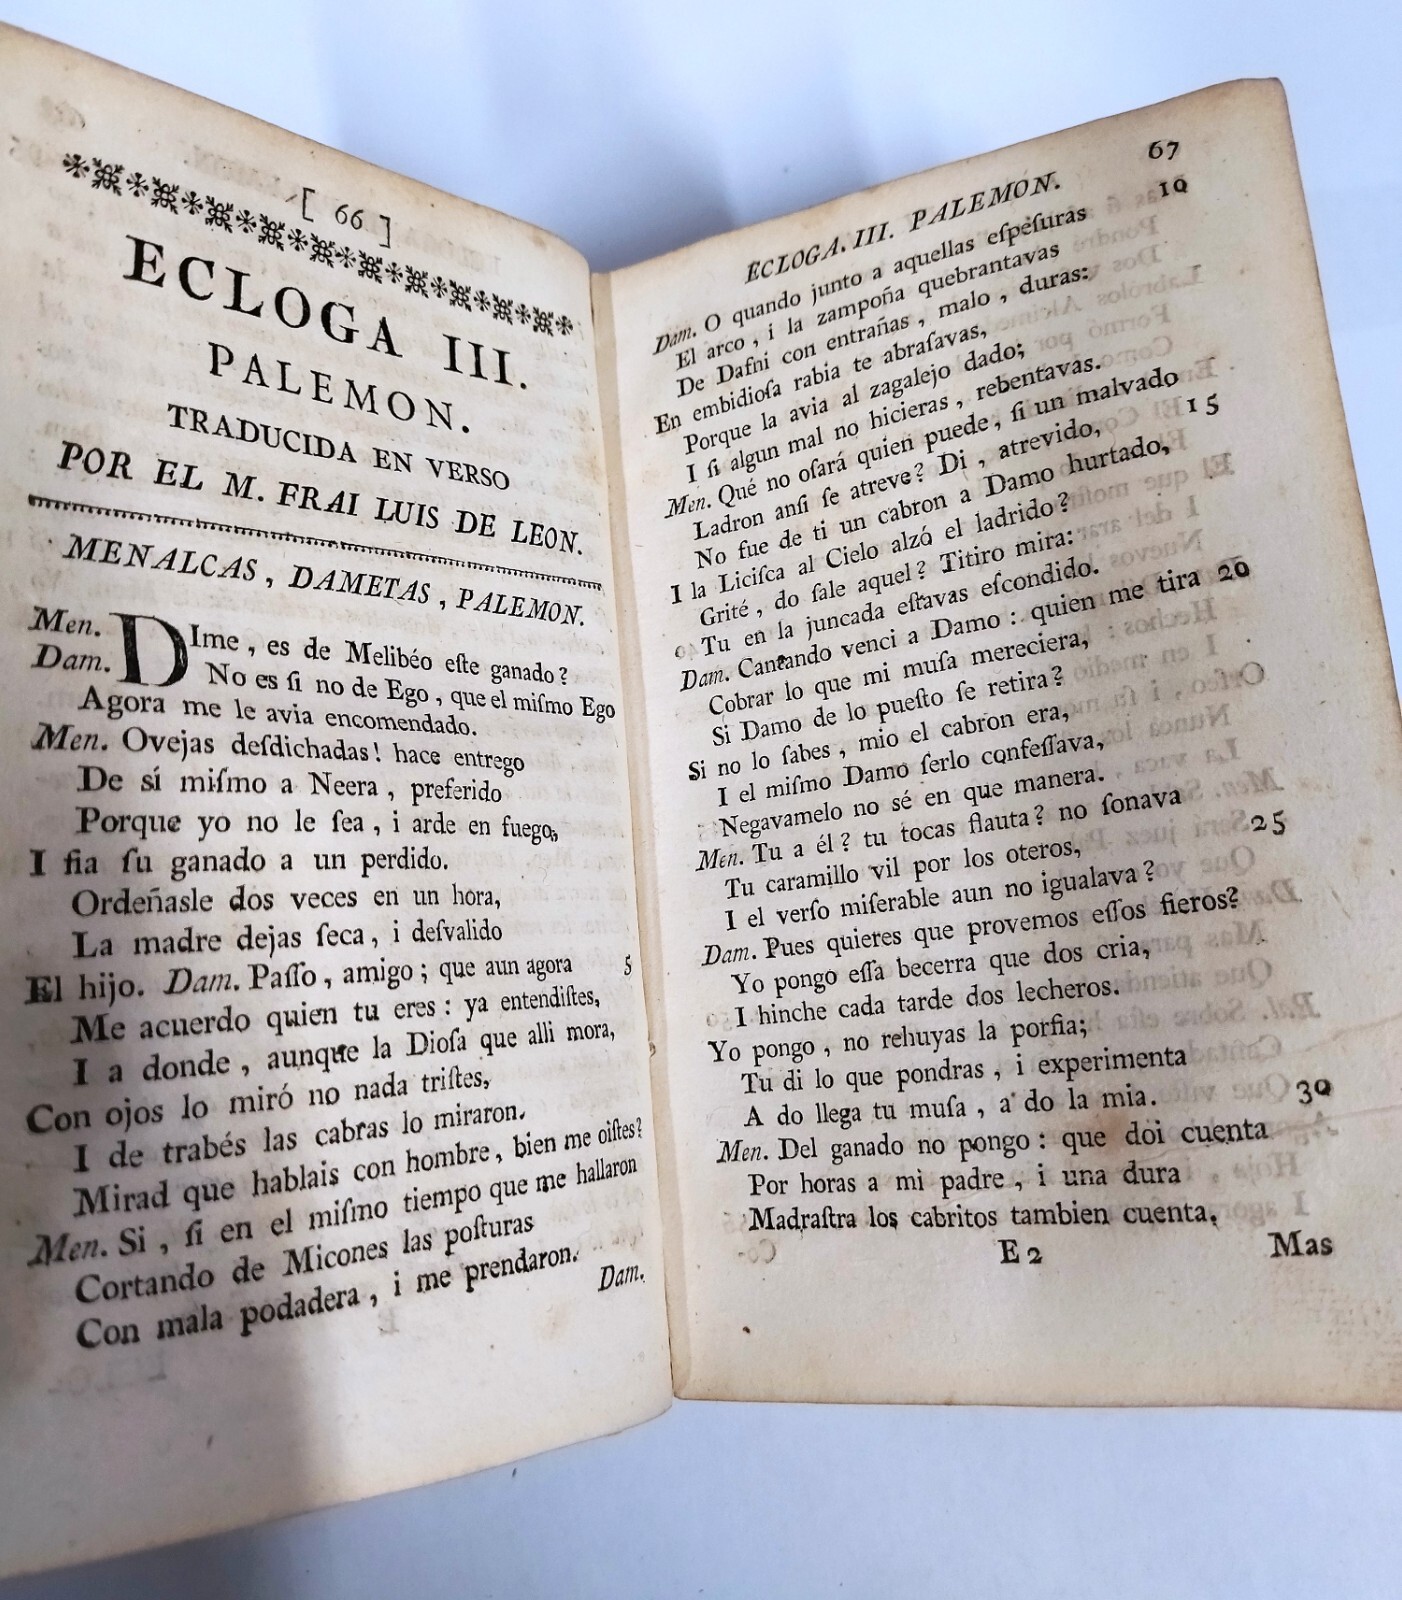 [ 66 ]
ECLOGA III.
PALEMON.
TRADUCIDA EN VERSO
POR EL M. FRAI LUIS DE LEON.
MENALCAS, DAMETAS, PALEMON.
Men. DIme, es de Melibéo eſte ganado?
Dam. No es ſi no de Ego, que el miſmo Ego
Agora me le avia encomendado.
Men. Ovejas deſdichadas! hace entrego
De sí miſmo a Neera, preferido
Porque yo no le ſea, i arde en fuego,
I fia ſu ganado a un perdido.
Ordeñasle dos veces en un hora,
La madre dejas ſeca, i deſvalido
El hijo. Dam. Paſſo, amigo; que aun agora 5
Me acuerdo quien tu eres: ya entendiſtes,
I a donde, aunque la Dioſa que alli mora,
Con ojos lo miró no nada triſtes,
I de trabés las cabras lo miraron.
Mirad que hablais con hombre, bien me oiſtes?
Men. Si, ſi en el miſmo tiempo que me hallaron
Cortando de Micones las poſturas
Con mala podadera, i me prendaron.
Dam.
67
ECLOGA. III. PALEMON.
Dam. O quando junto a aquellas eſpeſuras 10
El arco, i la zampoña quebrantavas
De Dafni con entrañas, malo, duras:
En embidioſa rabia te abraſavas,
Porque la avia al zagalejo dado;
I ſi algun mal no hicieras, rebentavas.
Men. Qué no oſará quien puede, ſi un malvado
Ladron anſi ſe atreve? Di, atrevido, 15
No fue de ti un cabron a Damo hurtado,
I la Liciſca al Cielo alzó el ladrido?
Grité, do ſale aquel? Titiro mira:
Tu en la juncada eſtavas eſcondido.
Dam. Cantando venci a Damo: quien me tira 20
Cobrar lo que mi muſa mereciera,
Si Damo de lo pueſto ſe retira?
Si no lo ſabes, mio el cabron era,
I el miſmo Damo ſerlo confeſſava,
Negavamelo no sé en que manera.
Men. Tu a él? tu tocas flauta? no ſonava
Tu caramillo vil por los oteros, 25
I el verſo miſerable aun no igualava?
Dam. Pues quieres que provemos eſſos fieros?
Yo pongo eſſa becerra que dos cria,
I hinche cada tarde dos lecheros.
Yo pongo, no rehuyas la porfia;
Tu di lo que pondras, i experimenta
A do llega tu muſa, a do la mia. 30
Men. Del ganado no pongo: que doi cuenta
Por horas a mi padre, i una dura
Madraſtra los cabritos tambien cuenta.
E 2
Mas